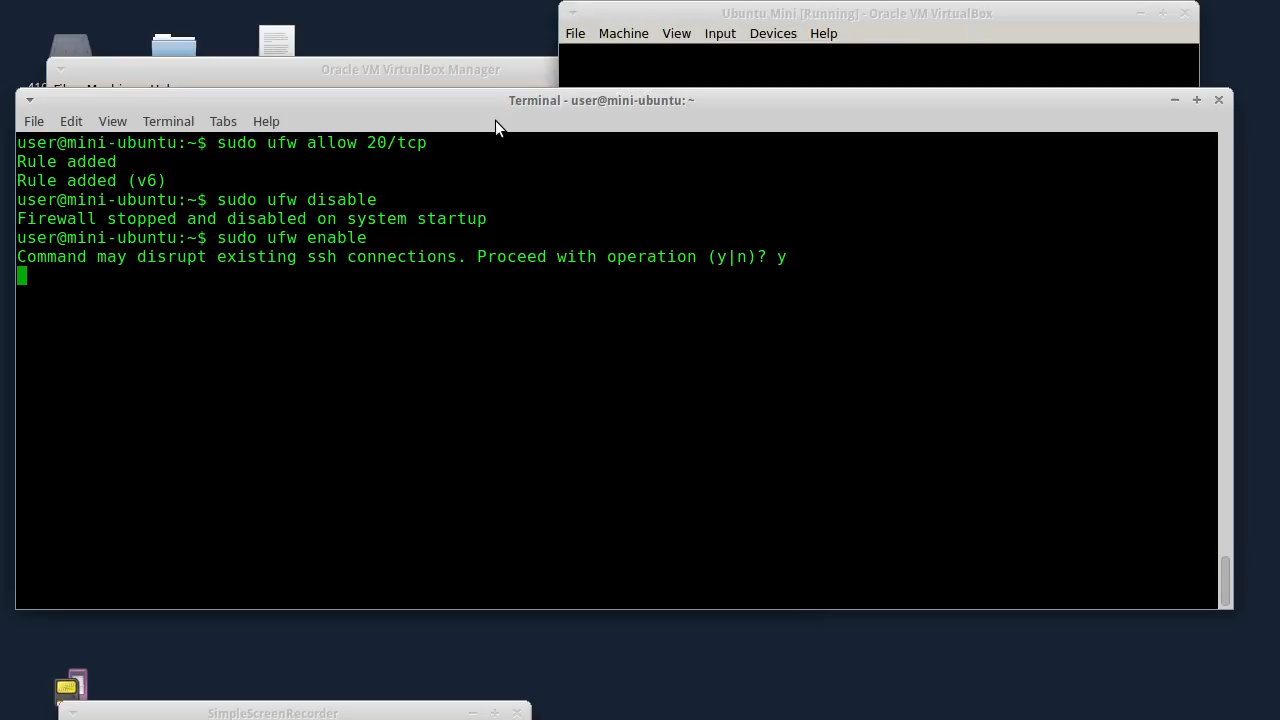 Ubuntu Mini [Running] - Oracle VM VirtualBox
File Machine View Input Devices Help
Oracle VM VirtualBox Manager
Terminal - user@mini-ubuntu: ~
File Edit View Terminal Tabs Help
user@mini-ubuntu:~$ sudo ufw allow 20/tcp
Rule added
Rule added (v6)
user@mini-ubuntu:~$ sudo ufw disable
Firewall stopped and disabled on system startup
user@mini-ubuntu:~$ sudo ufw enable
Command may disrupt existing ssh connections. Proceed with operation (y|n)? y
SimpleScreenRecorder